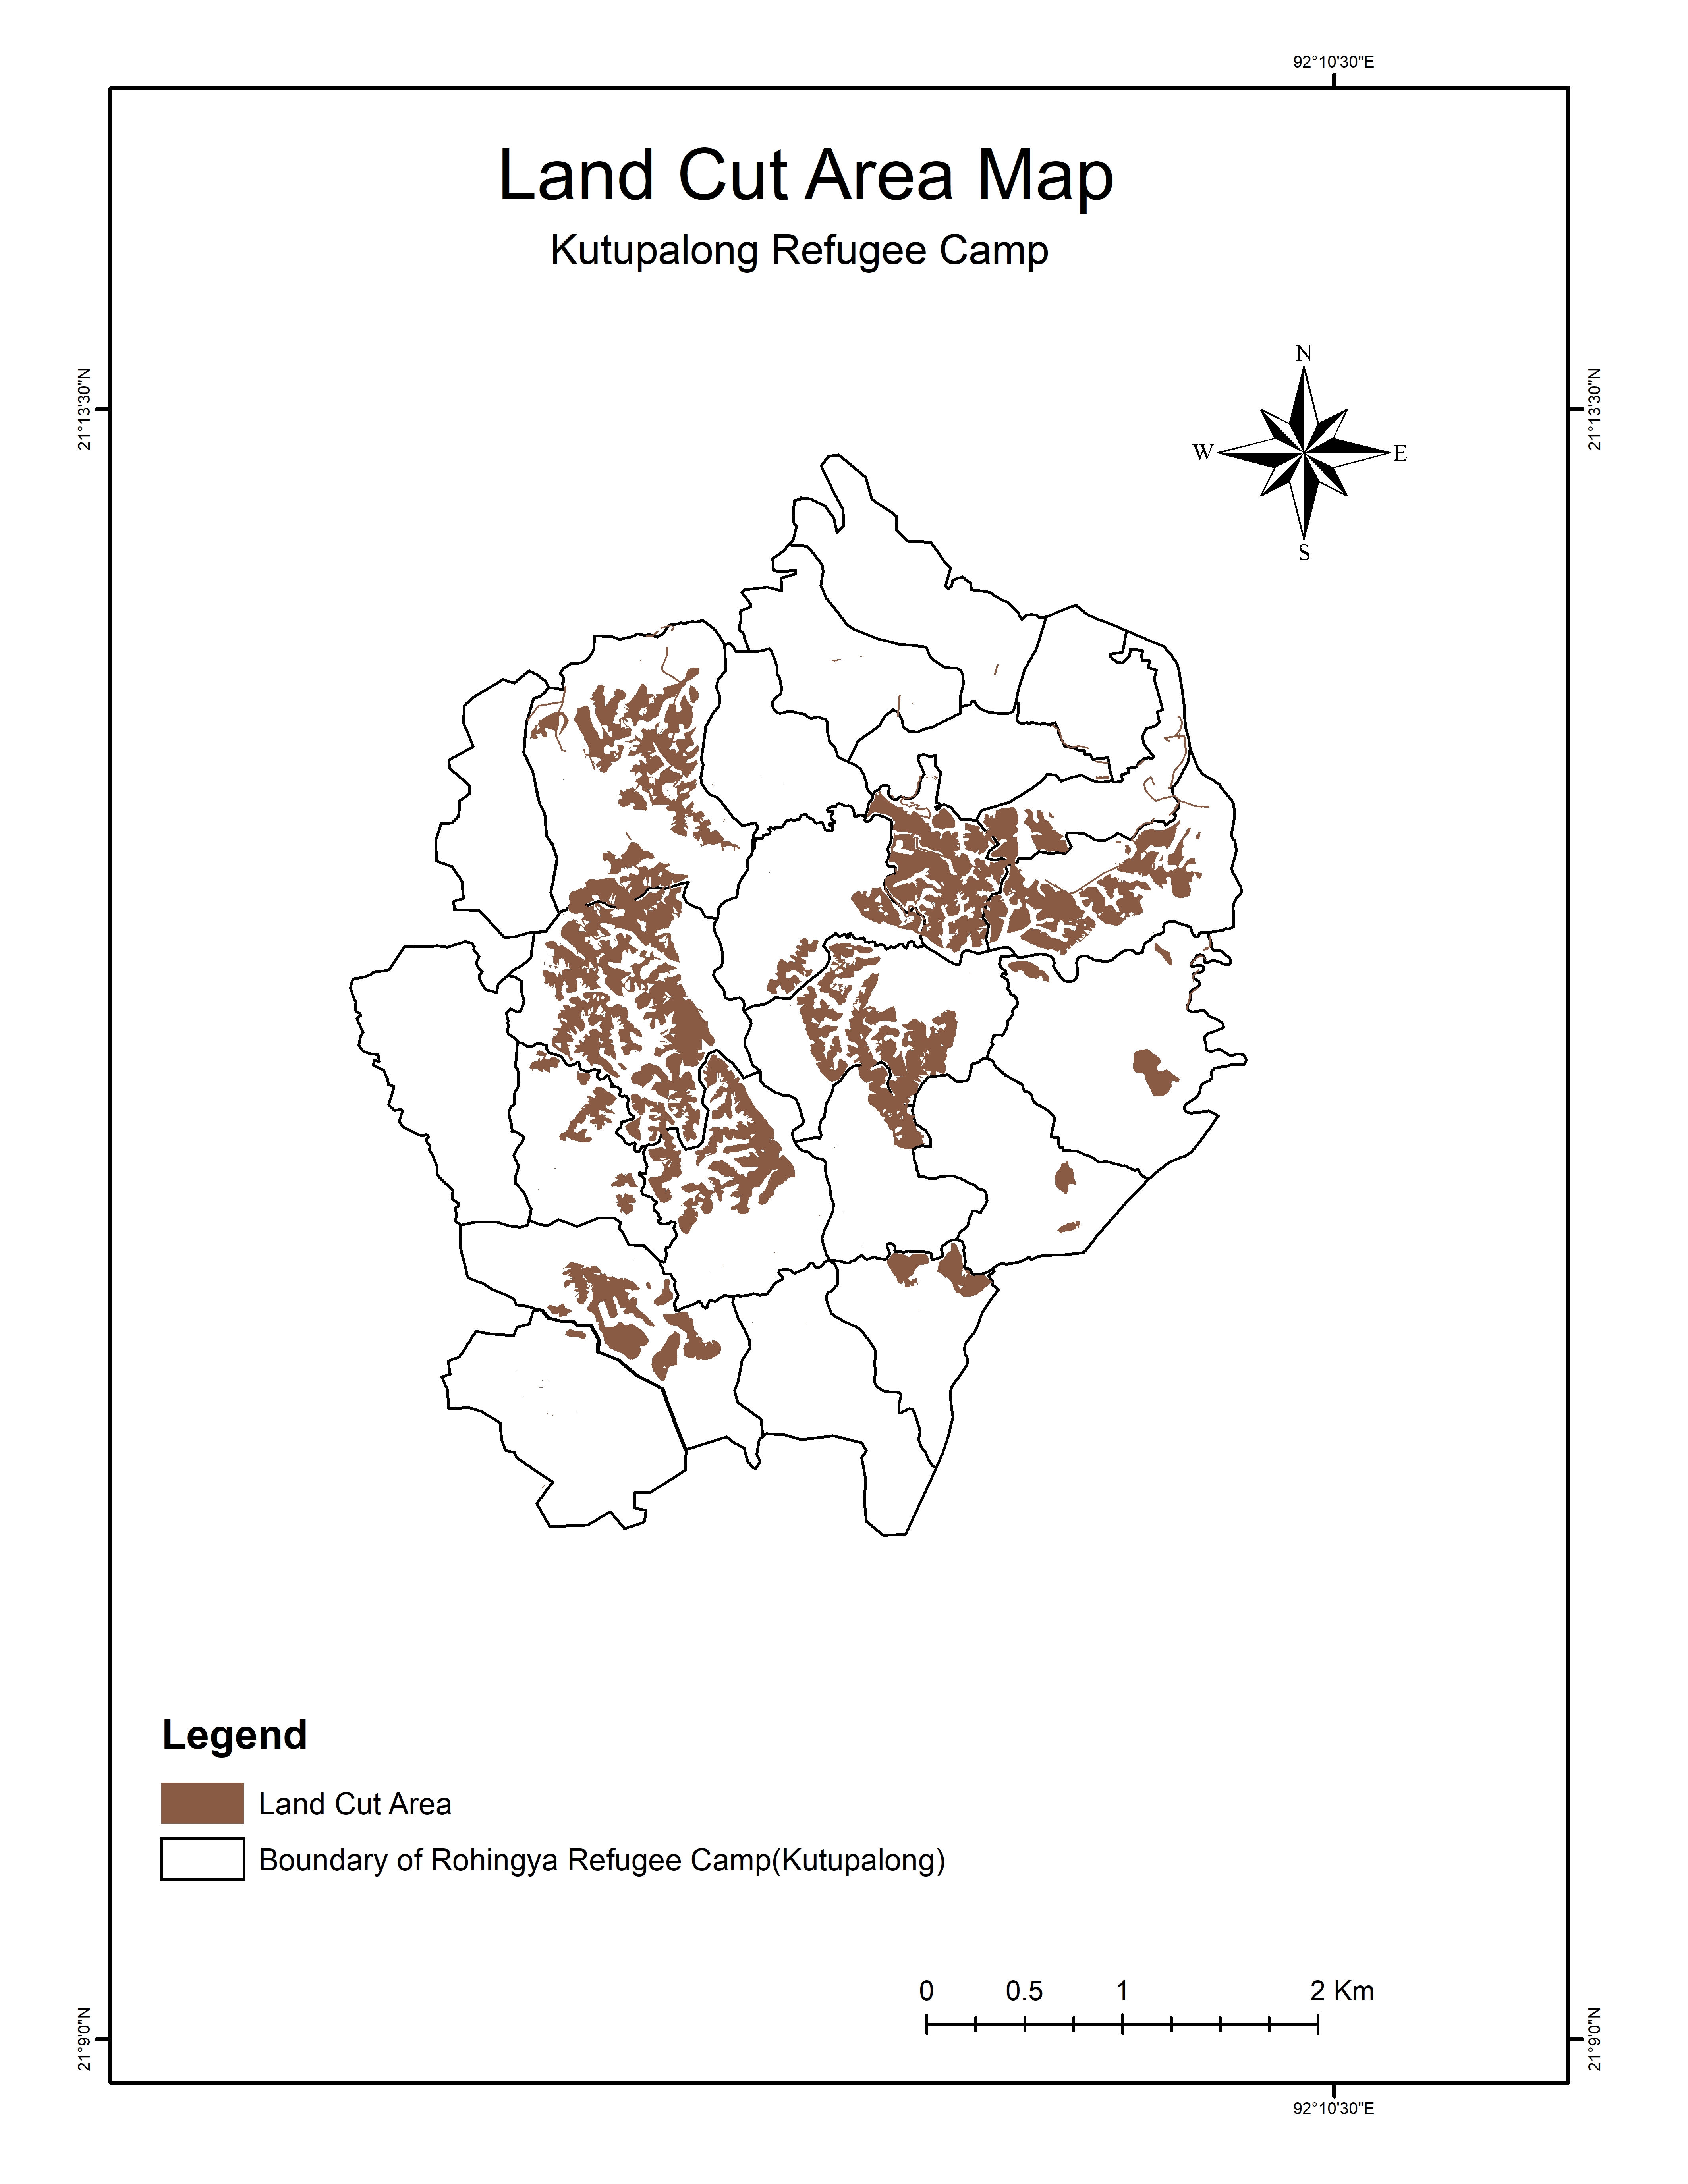 92°10'30"E
Land Cut Area Map
Kutupalong Refugee Camp
N
21°13'30"N
21°13'30"N
W
E
S
Legend
Land Cut Area
Boundary of Rohingya Refugee Camp(Kutupalong)
0 0.5 1 2 Km
21°9'0"N
21°9'0"N
92°10'30"E